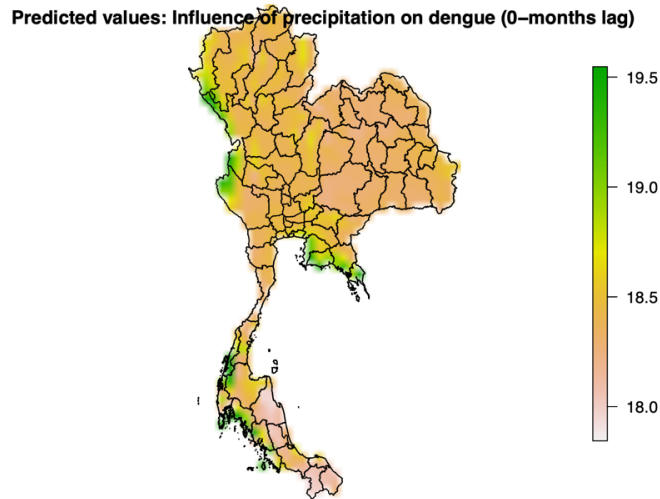 Predicted values: Influence of precipitation on dengue (0−months lag)
19.5
19.0
18.5
18.0